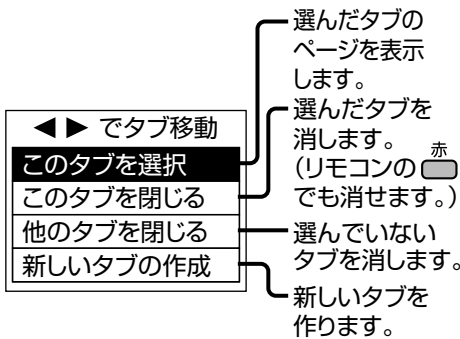 ◀ ▶ でタブ移動
このタブを選択
このタブを閉じる
他のタブを閉じる
新しいタブの作成
選んだタブの
ページを表示
します。
選んだタブを
消します。
赤
(リモコンの
でも消せます。)
選んでいない
タブを消します。
新しいタブを
作ります。